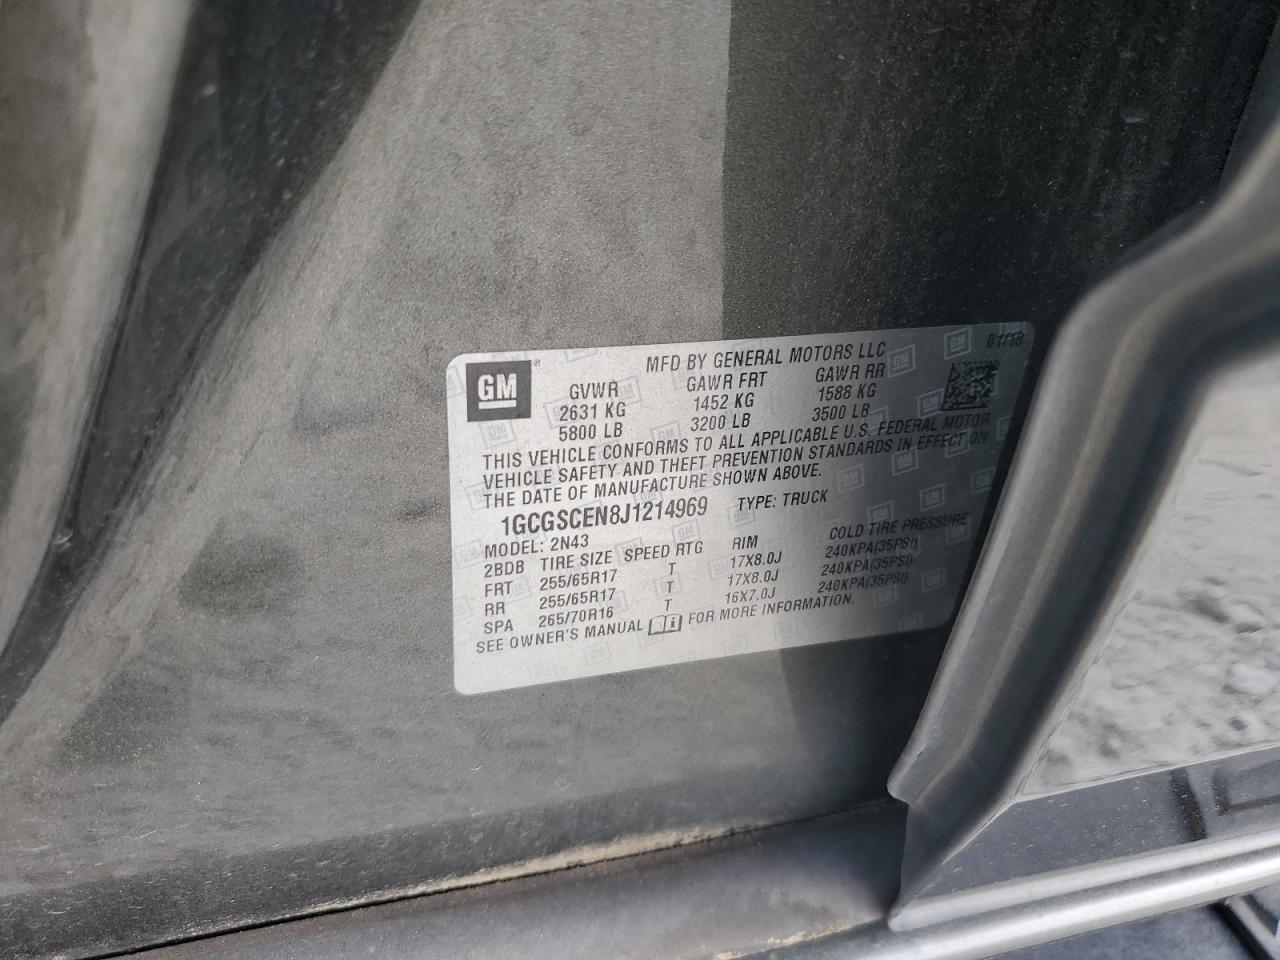 GM
MFD BY GENERAL MOTORS LLC 01/18
GVWR GAWR FRT GAWR RR
2631 KG 1452 KG 1588 KG
5800 LB 3200 LB 3500 LB
THIS VEHICLE CONFORMS TO ALL APPLICABLE U.S. FEDERAL MOTOR
VEHICLE SAFETY AND THEFT PREVENTION STANDARDS IN EFFECT ON
THE DATE OF MANUFACTURE SHOWN ABOVE.
1GCGSCEN8J1214969 TYPE: TRUCK
MODEL: 2N43
2BDB TIRE SIZE SPEED RTG RIM COLD TIRE PRESSURE
FRT 255/65R17 T 17X8.0J 240KPA(35PSI)
RR 255/65R17 T 17X8.0J 240KPA(35PSI)
SPA 265/70R16 T 16X7.0J 240KPA(35PSI)
SEE OWNER'S MANUAL FOR MORE INFORMATION.